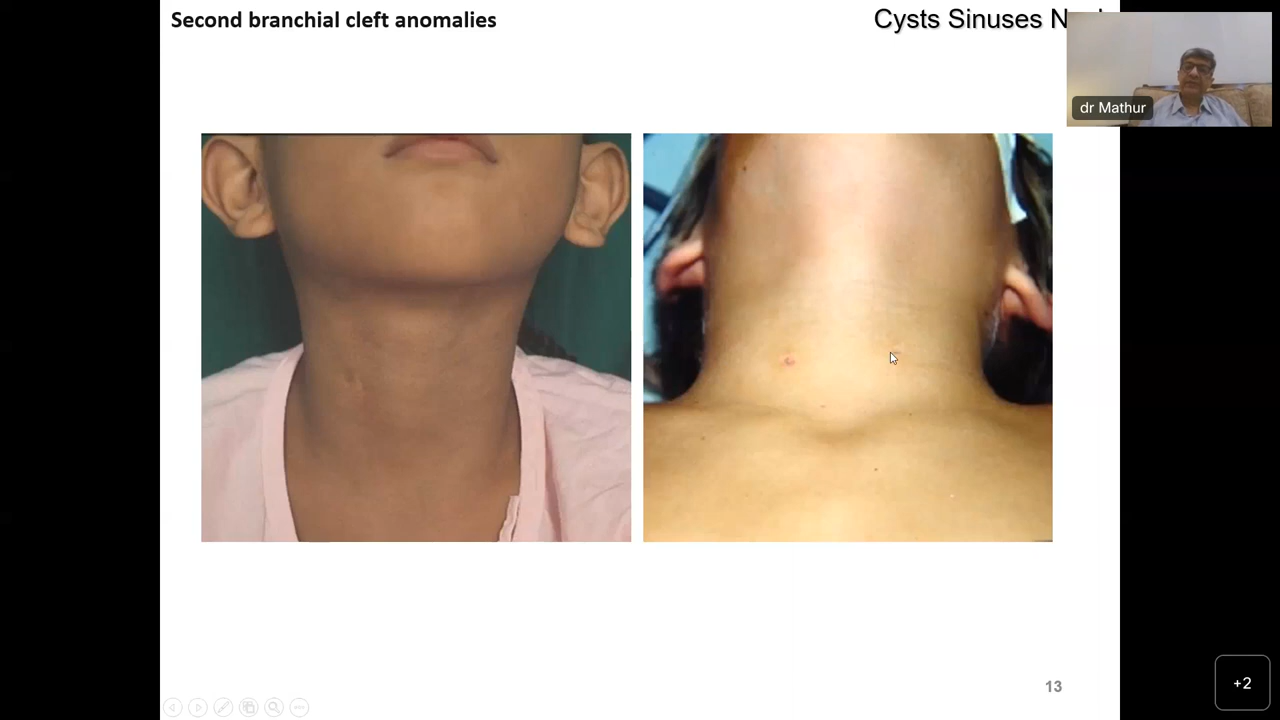 Second branchial cleft anomalies
Cysts Sinuses
dr Mathur
13
+2